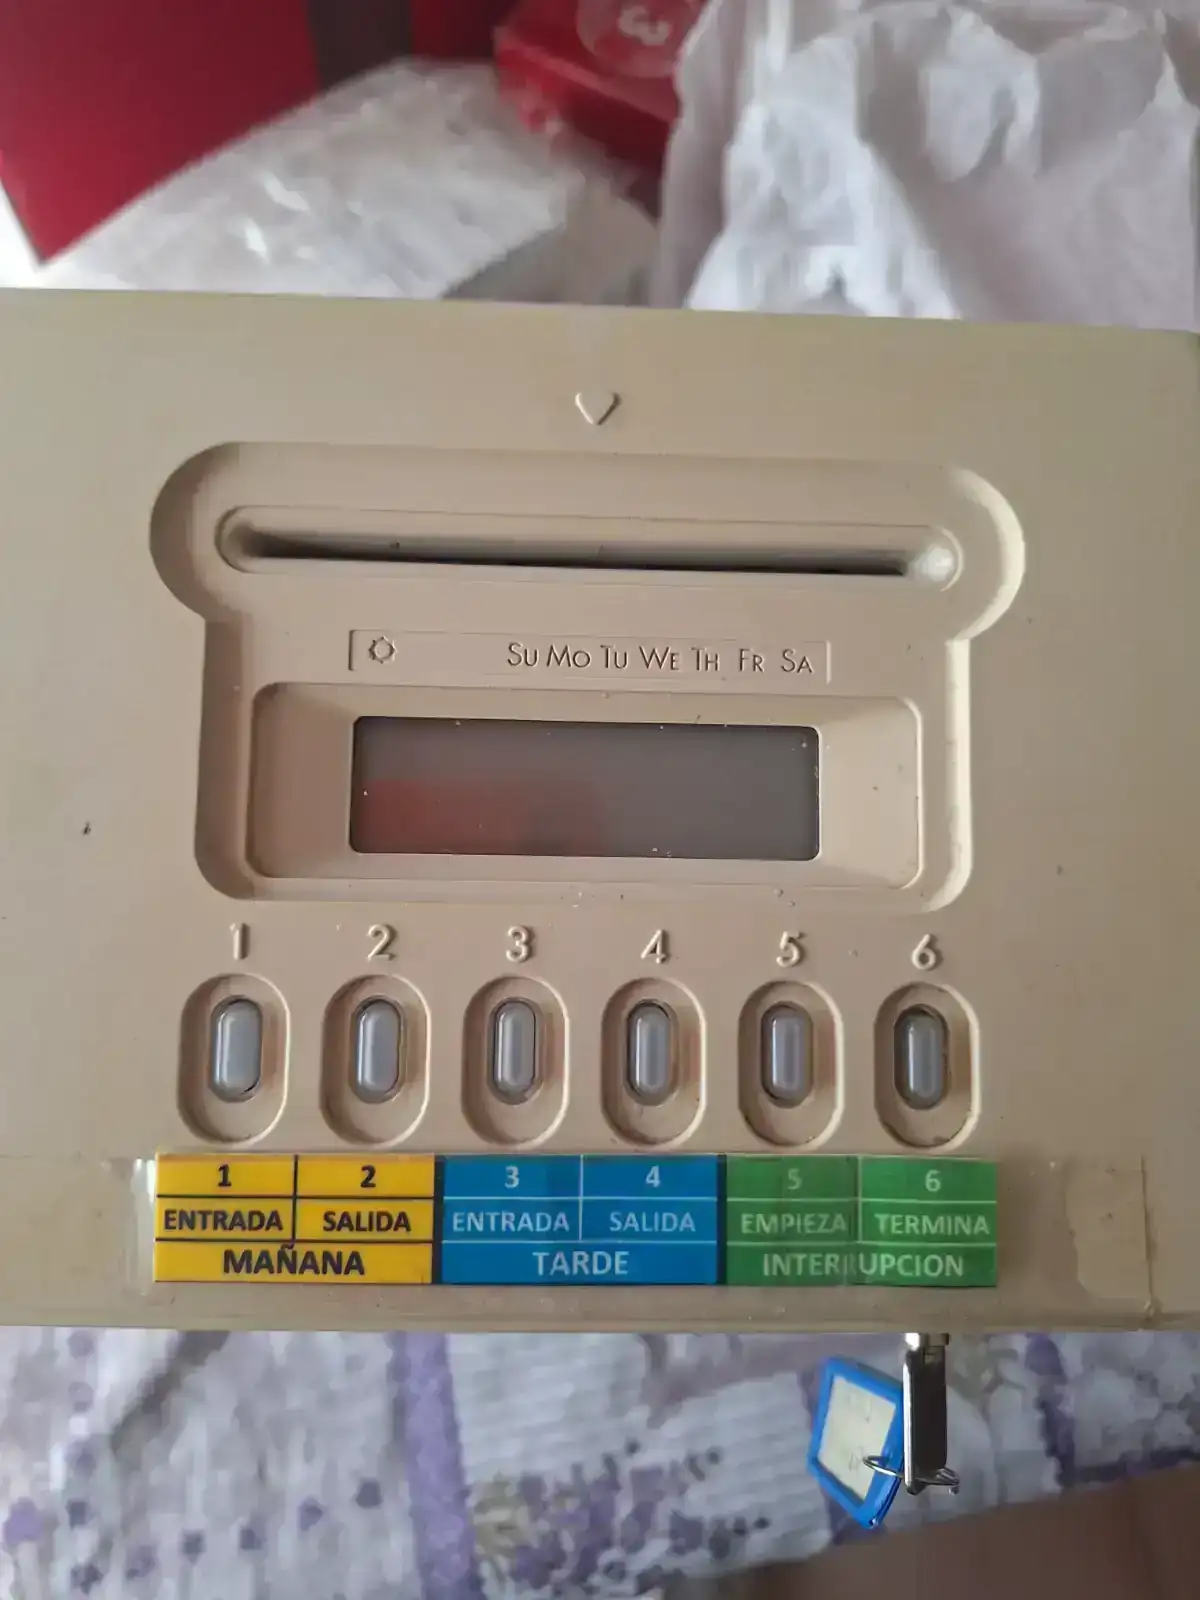 3
SU MO TU WE TH FR SA
1 2 3 4 5 6
1 2 3 4 5 6
ENTRADA SALIDA ENTRADA SALIDA EMPIEZA TERMINA
MAÑANA TARDE INTERRUPCION